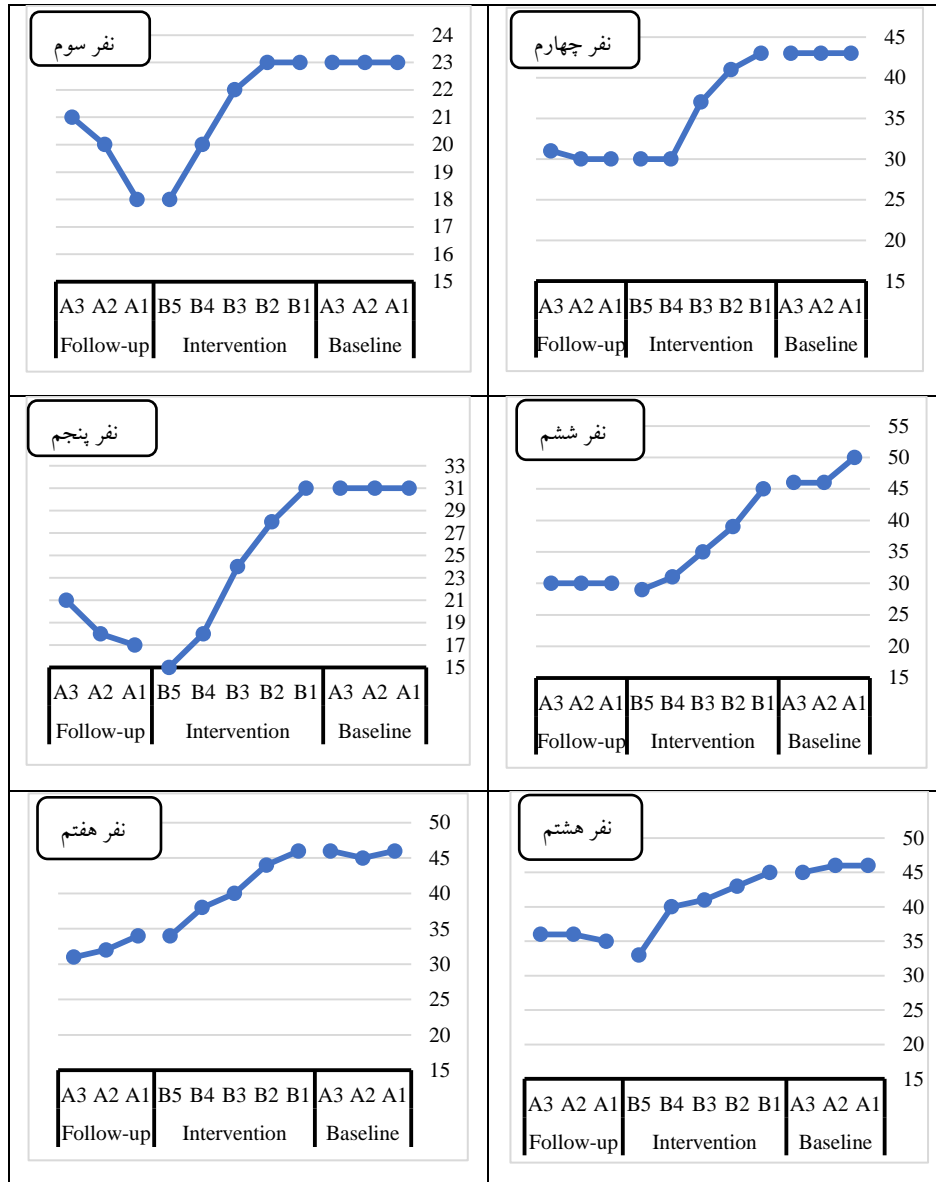 نفر سوم
24
23
22
21
20
19
18
17
16
15
A3 A2 A1 B5 B4 B3 B2 B1 A3 A2 A1
Follow-up Intervention Baseline
نفر چهارم
45
40
35
30
25
20
15
A3 A2 A1 B5 B4 B3 B2 B1 A3 A2 A1
Follow-up Intervention Baseline
نفر پنجم
33
31
29
27
25
23
21
19
17
15
A3 A2 A1 B5 B4 B3 B2 B1 A3 A2 A1
Follow-up Intervention Baseline
نفر ششم
55
50
45
40
35
30
25
20
15
A3 A2 A1 B5 B4 B3 B2 B1 A3 A2 A1
Follow-up Intervention Baseline
نفر هفتم
50
45
40
35
30
25
20
15
A3 A2 A1 B5 B4 B3 B2 B1 A3 A2 A1
Follow-up Intervention Baseline
نفر هشتم
50
45
40
35
30
25
20
15
A3 A2 A1 B5 B4 B3 B2 B1 A3 A2 A1
Follow-up Intervention Baseline